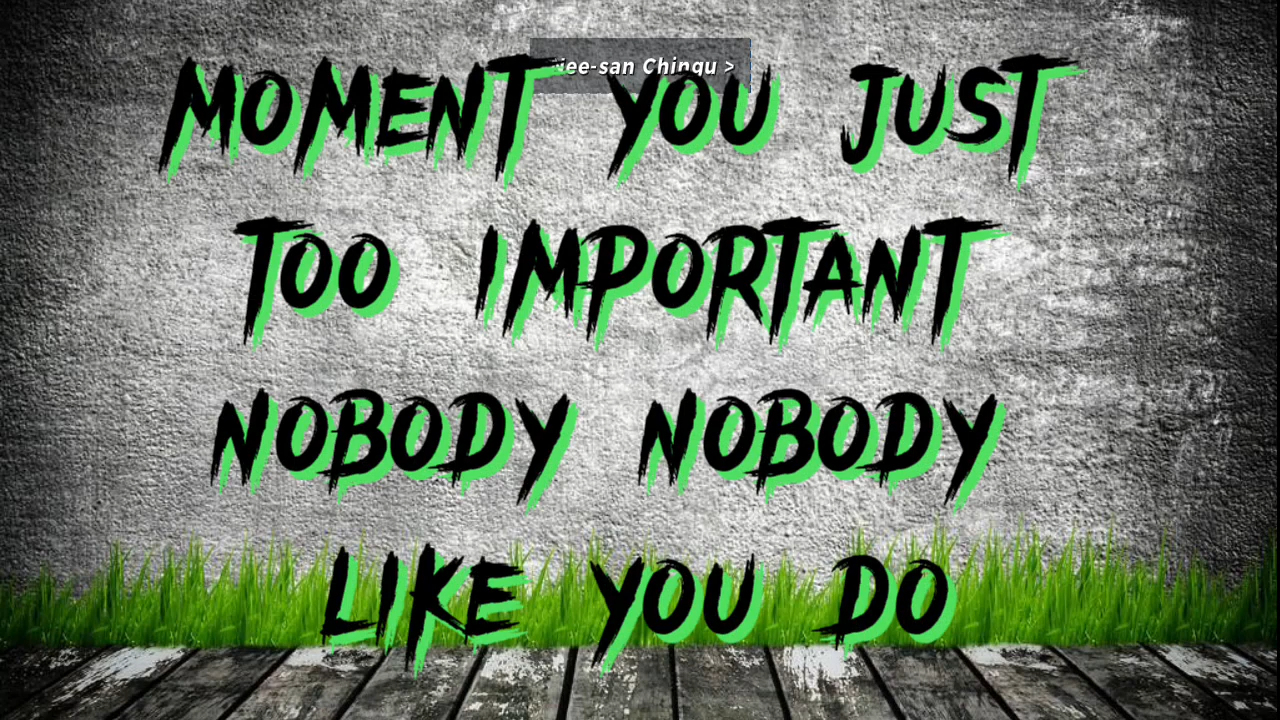 ee-san Chingu >
MOMENT YOU JUST
TOO IMPORTANT
NOBODY NOBODY
LIKE YOU DO